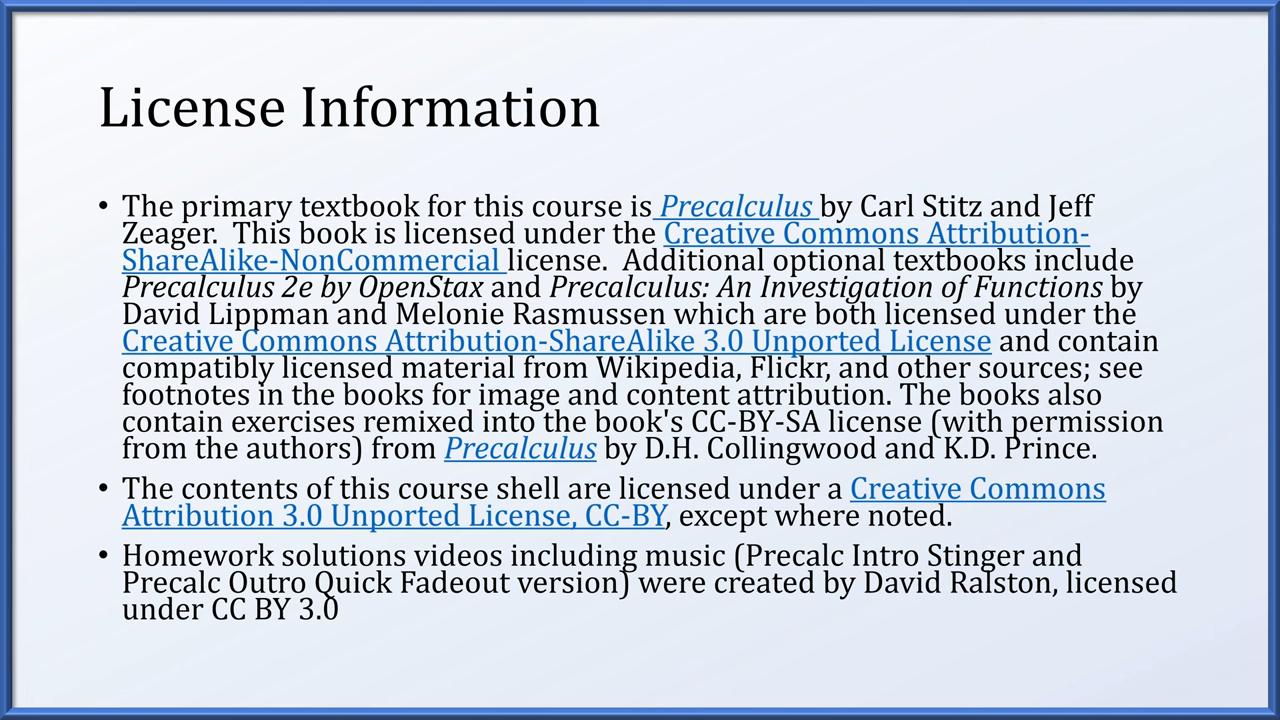 License Information
• The primary textbook for this course is Precalculus by Carl Stitz and Jeff
Zeager.  This book is licensed under the Creative Commons Attribution-
ShareAlike-NonCommercial license.  Additional optional textbooks include
Precalculus 2e by OpenStax and Precalculus: An Investigation of Functions by
David Lippman and Melonie Rasmussen which are both licensed under the
Creative Commons Attribution-ShareAlike 3.0 Unported License and contain
compatibly licensed material from Wikipedia, Flickr, and other sources; see
footnotes in the books for image and content attribution. The books also
contain exercises remixed into the book's CC-BY-SA license (with permission
from the authors) from Precalculus by D.H. Collingwood and K.D. Prince.
• The contents of this course shell are licensed under a Creative Commons
Attribution 3.0 Unported License, CC-BY, except where noted.
• Homework solutions videos including music (Precalc Intro Stinger and
Precalc Outro Quick Fadeout version) were created by David Ralston, licensed
under CC BY 3.0